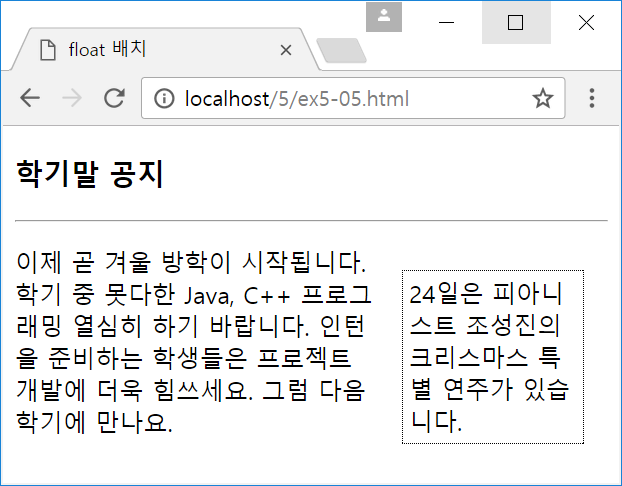 float 배치
localhost/5/ex5-05.html
학기말 공지
이제 곧 겨울 방학이 시작됩니다.
학기 중 못다한 Java, C++ 프로그
래밍 열심히 하기 바랍니다. 인턴
을 준비하는 학생들은 프로젝트
개발에 더욱 힘쓰세요. 그럼 다음
학기에 만나요.
24일은 피아니
스트 조성진의
크리스마스 특
별 연주가 있습
니다.